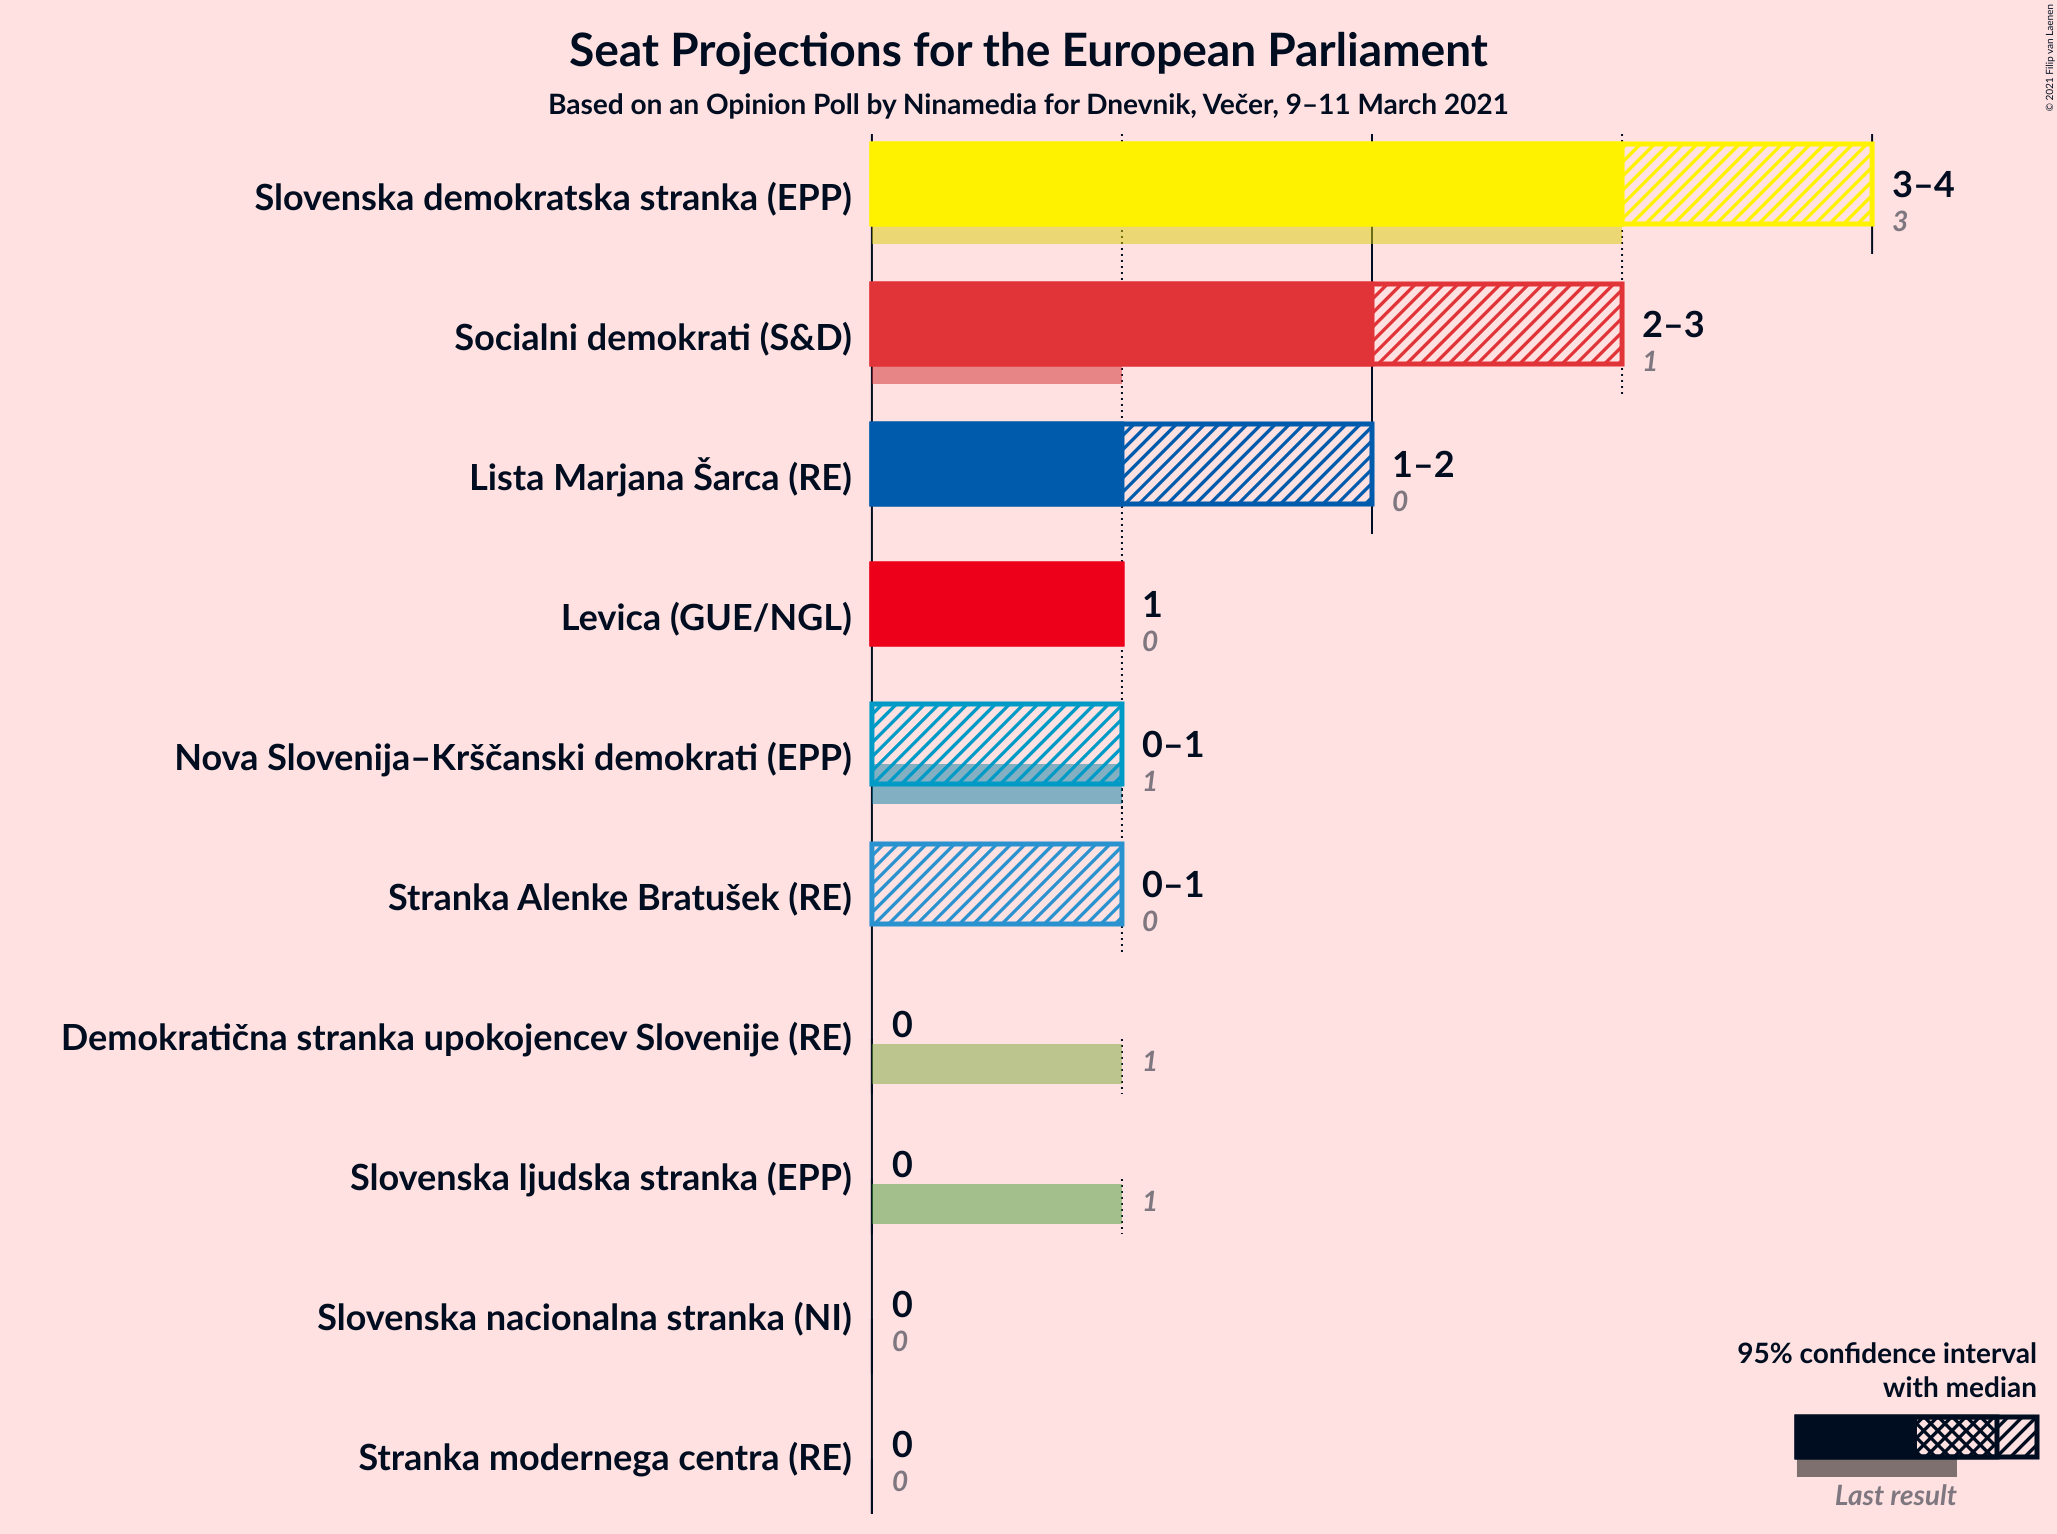 Seat Projections for the European Parliament
Based on an Opinion Poll by Ninamedia for Dnevnik, Večer, 9–11 March 2021
© 2021 Filip van Laenen
Slovenska demokratska stranka (EPP)
3–4
3
Socialni demokrati (S&D)
2–3
1
Lista Marjana Šarca (RE)
1–2
0
Levica (GUE/NGL)
1
0
Nova Slovenija–Krščanski demokrati (EPP)
0–1
1
Stranka Alenke Bratušek (RE)
0–1
0
Demokratična stranka upokojencev Slovenije (RE)
0
1
Slovenska ljudska stranka (EPP)
0
1
Slovenska nacionalna stranka (NI)
0
0
Stranka modernega centra (RE)
0
0
95% confidence interval
with median
Last result